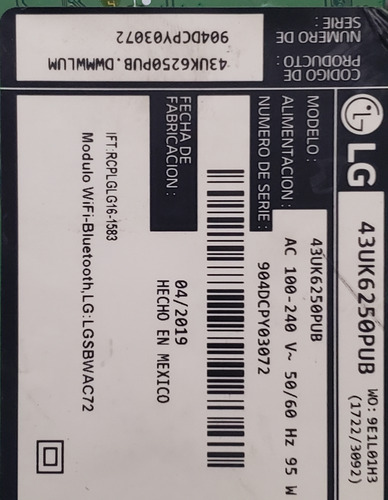 LG 43UK6250PUB WO: 9E1L01H3
(1722/3092)
MODELO : 43UK6250PUB
ALIMENTACION : AC 100-240 V~ 50/60 Hz 95 W
NUMERO DE SERIE : 904DCPY03072
FECHA DE
FABRICACION : 04/2019
HECHO EN MEXICO
IFT:RCPLGLG16-1583
Modulo WiFi-Bluetooth,LG:LGSBWAC72
CODIGO DE
PRODUCTO : 43UK6250PUB.DWMWLUM
NUMERO DE
SERIE : 904DCPY03072